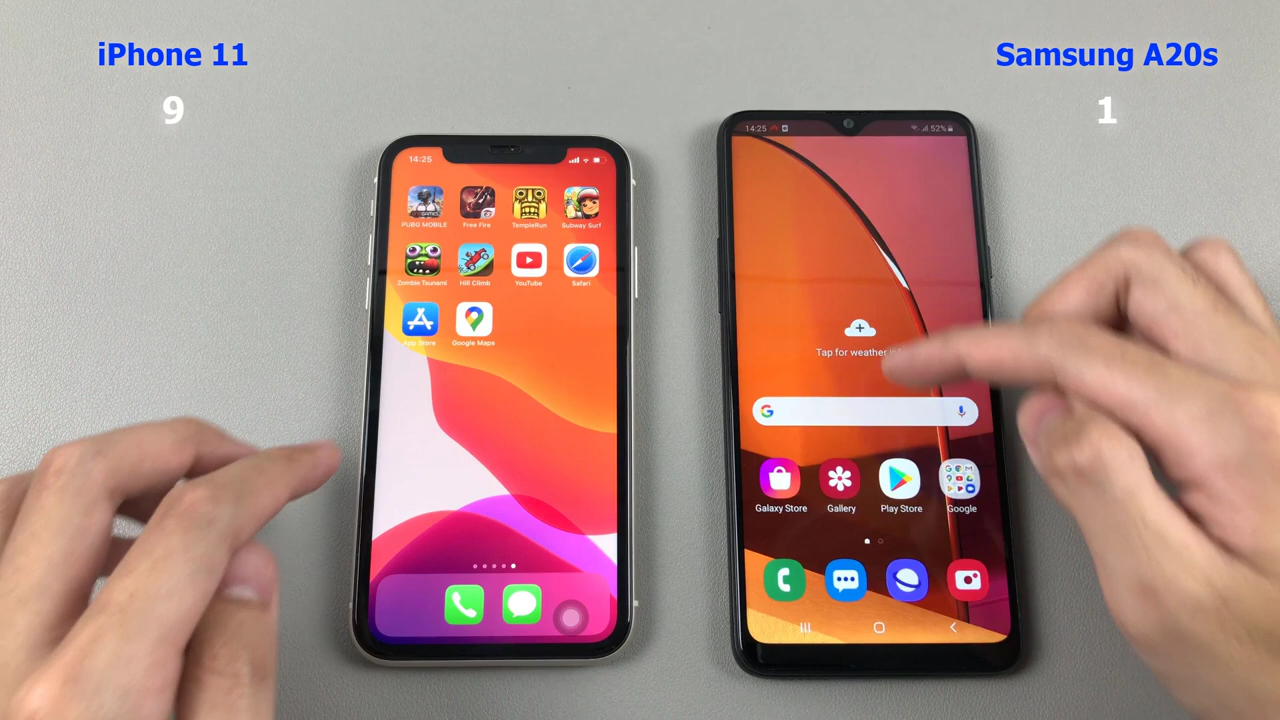 iPhone 11
9
Samsung A20s
1
14:25
PUBG MOBILE
Free Fire
TempleRun
Subway Surf
Zombie Tsunami
Hill Climb
YouTube
Safari
App Store
Google Maps
14:25
52%
Tap for weather
Galaxy Store
Gallery
Play Store
Google